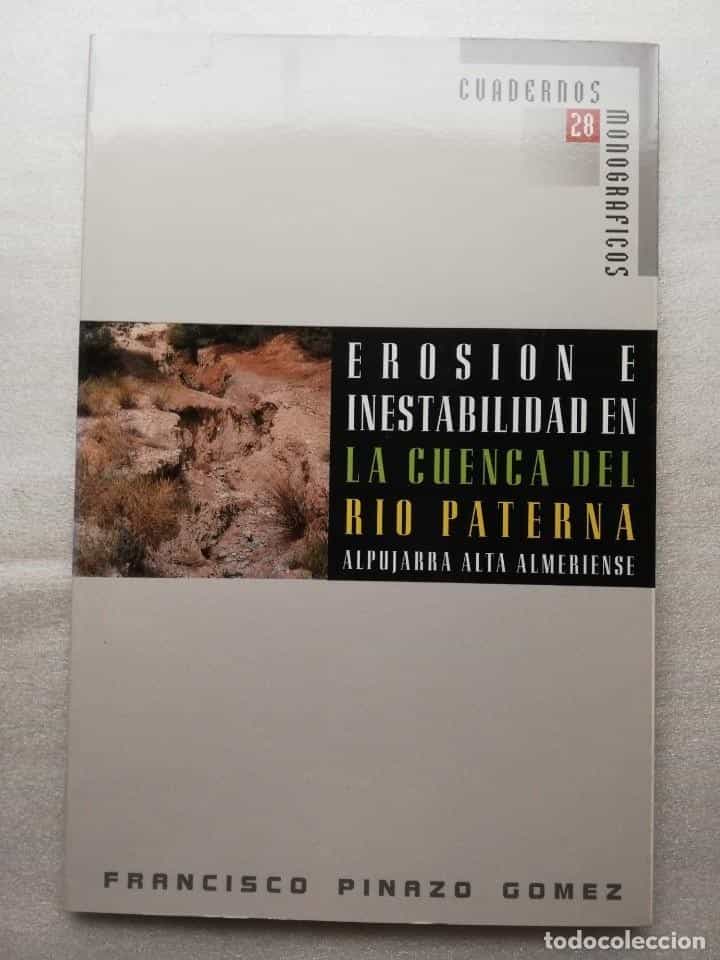 CUADERNOS
28
MONOGRAFICOS
EROSION E
INESTABILIDAD EN
LA CUENCA DEL
RIO PATERNA
ALPUJARRA ALTA ALMERIENSE
FRANCISCO PINAZO GOMEZ
todocoleccion